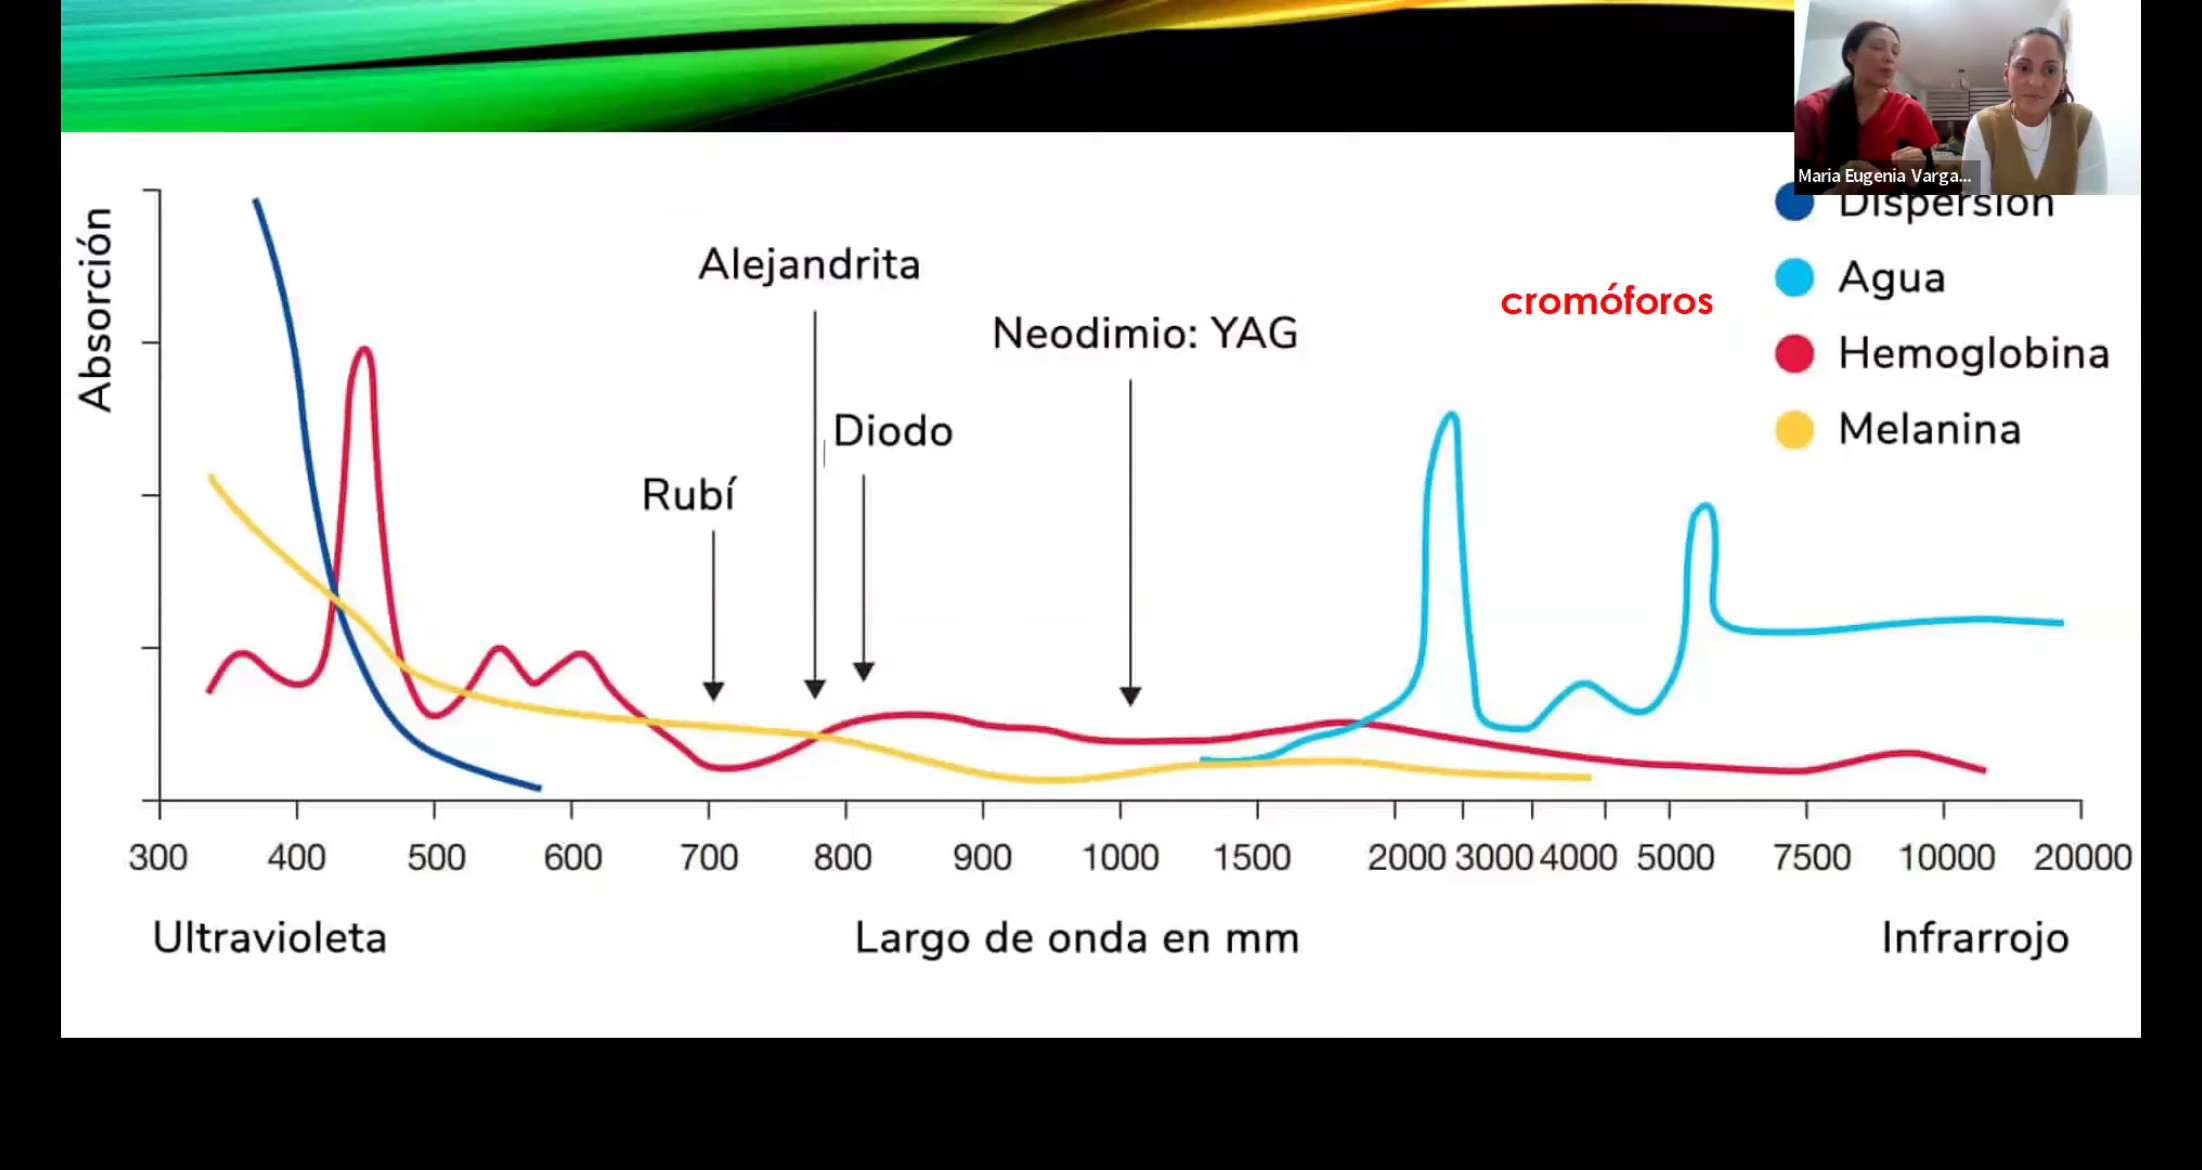 Maria Eugenia Varga...
Absorción
Alejandrita
Neodimio: YAG
Diodo
Rubí
cromóforos
Dispersión
Agua
Hemoglobina
Melanina
300 400 500 600 700 800 900 1000 1500 2000 3000 4000 5000 7500 10000 20000
Ultravioleta
Largo de onda en mm
Infrarrojo